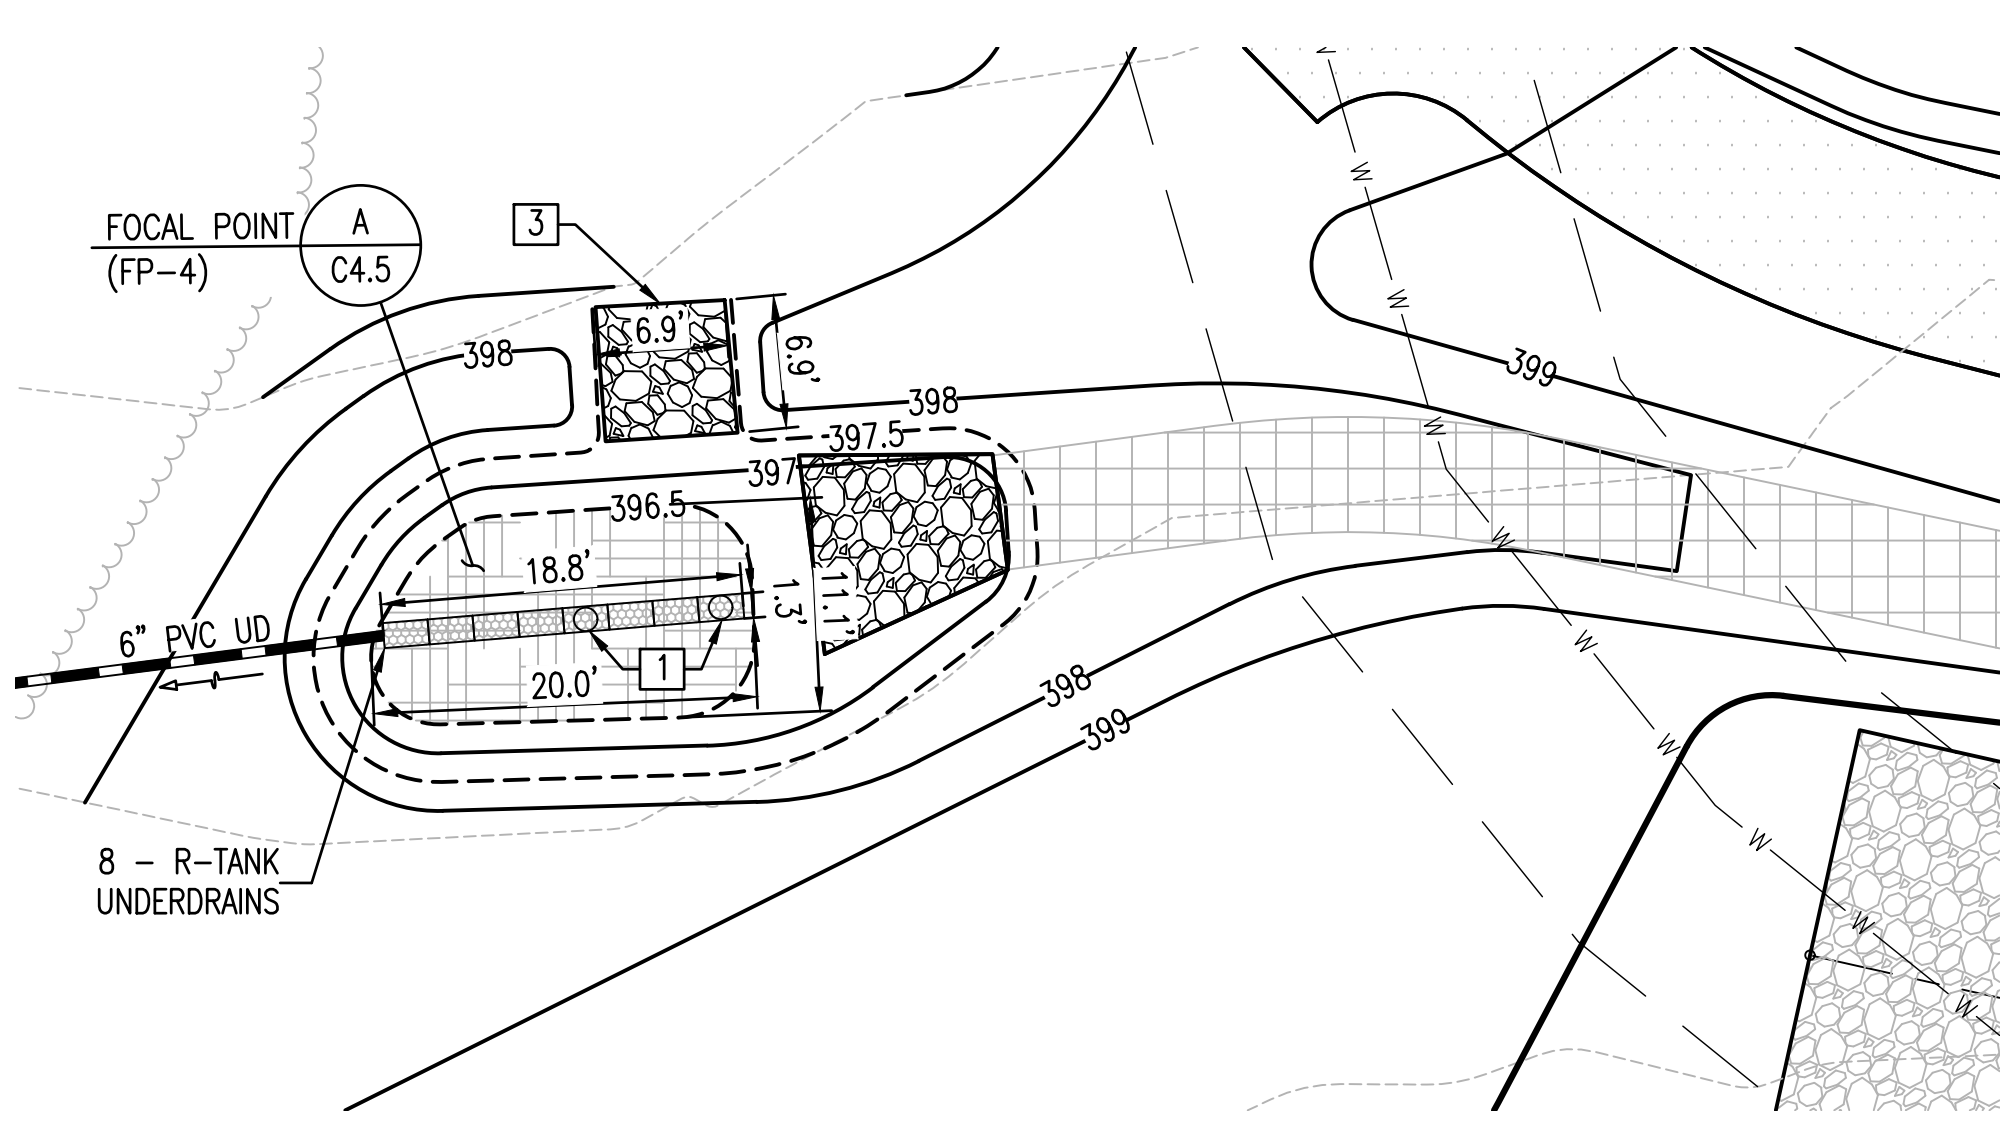 FOCAL POINT
(FP-4)
A
C4.5
3
6.9'
6.9'
398
398
397.5
397
396.5
399
18.8'
1.3'
11.1'
20.0'
1
6" PVC UD
398
399
8 - R-TANK
UNDERDRAINS
W
W
W
W
W
W
W
W
W
W